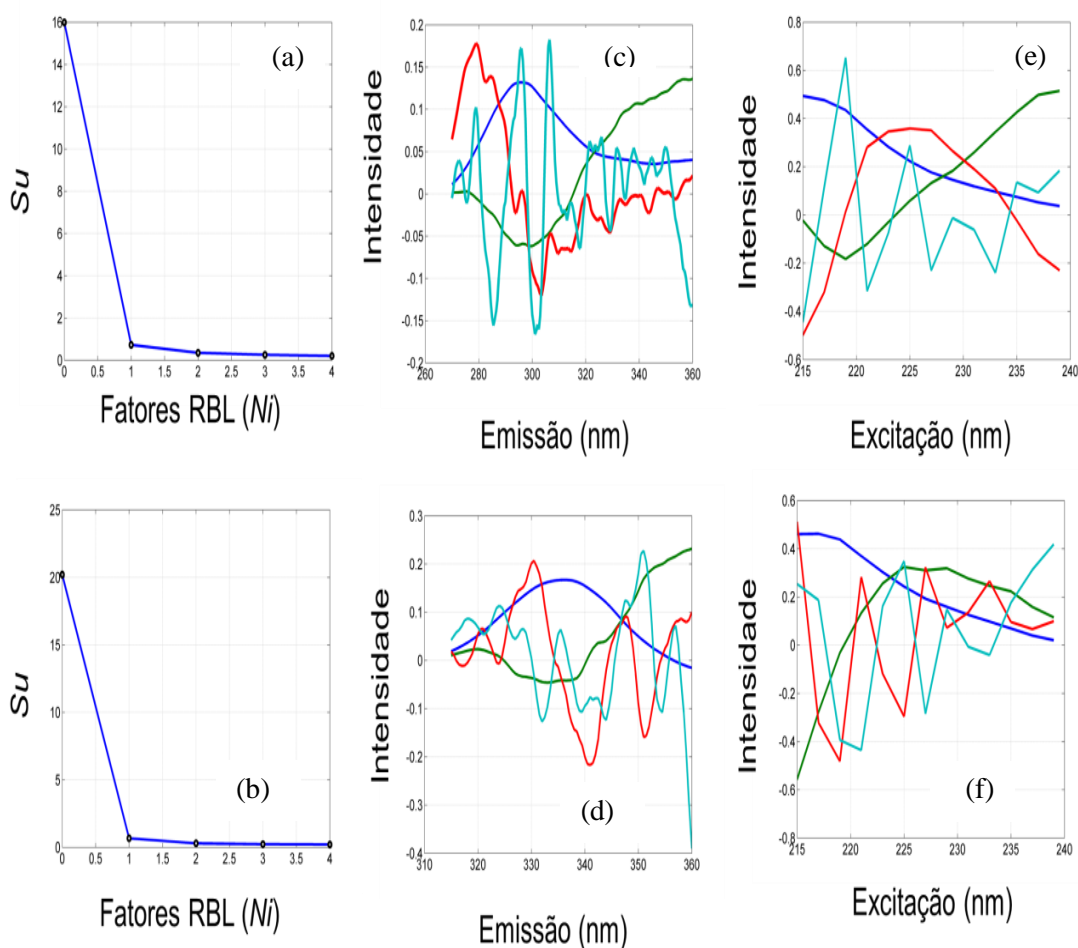 (a)
Su
16
14
12
10
8
6
4
2
0
0 0.5 1 1.5 2 2.5 3 3.5 4
Fatores RBL (Ni)
(c)
Intensidade
0.2
0.15
0.1
0.05
0
-0.05
-0.1
-0.15
-0.2
260 280 300 320 340 360
Emissão (nm)
(e)
Intensidade
0.8
0.6
0.4
0.2
0
-0.2
-0.4
-0.6
215 220 225 230 235 240
Excitação (nm)
(b)
Su
25
20
15
10
5
0
0 0.5 1 1.5 2 2.5 3 3.5 4
Fatores RBL (Ni)
(d)
Intensidade
0.3
0.2
0.1
0
-0.1
-0.2
-0.3
-0.4
310 320 330 340 350 360
Emissão (nm)
(f)
Intensidade
0.6
0.4
0.2
0
-0.2
-0.4
-0.6
-0.8
215 220 225 230 235 240
Excitação (nm)